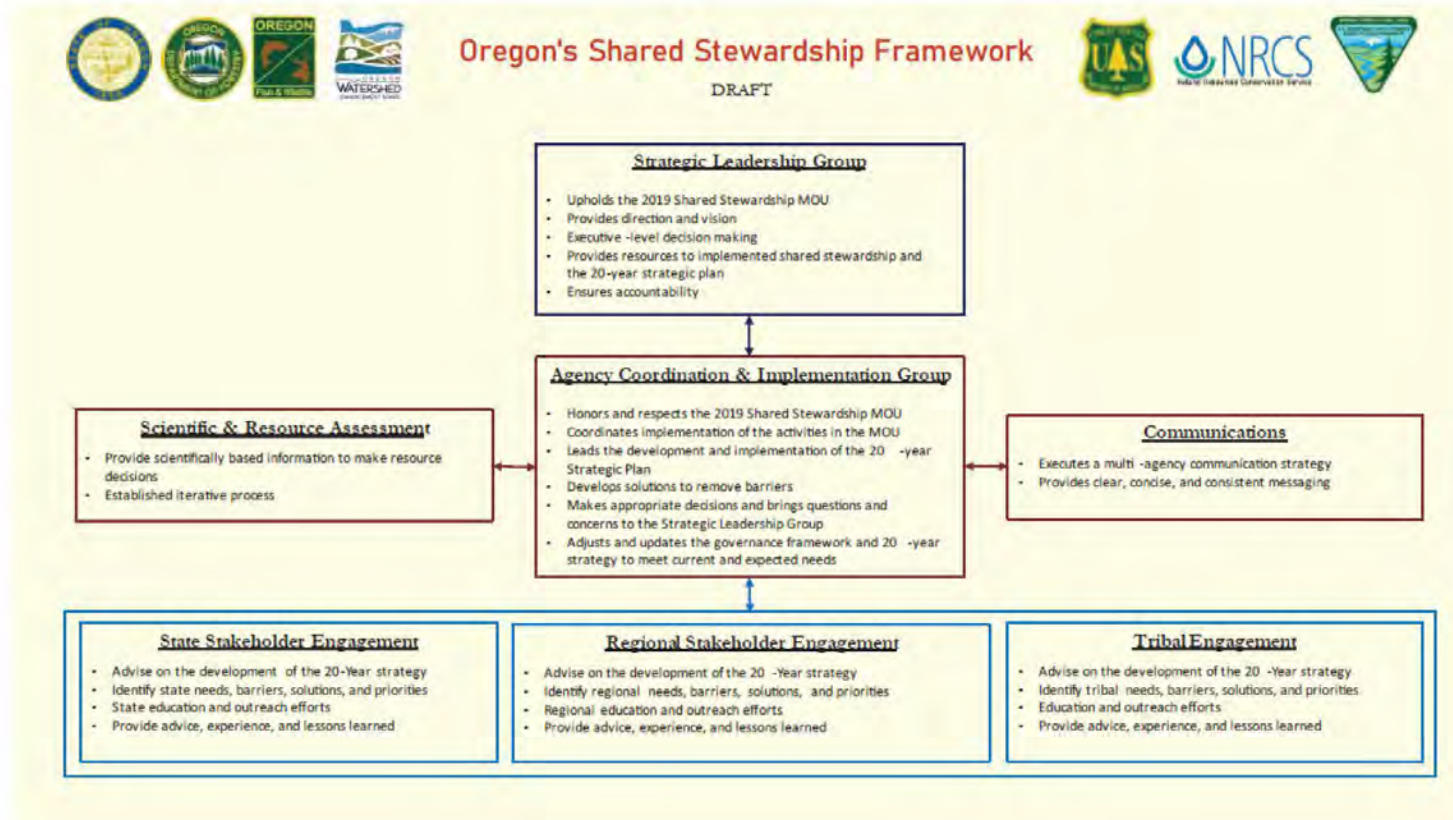 OREGON
Fish & Wildlife
OREGON
WATERSHED
ENHANCEMENT BOARD
Oregon's Shared Stewardship Framework
DRAFT
UAS
NRCS
Natural Resources Conservation Service
Strategic Leadership Group
• Upholds the 2019 Shared Stewardship MOU
• Provides direction and vision
• Executive -level decision making
• Provides resources to implemented shared stewardship and
the 20-year strategic plan
• Ensures accountability
Agency Coordination & Implementation Group
• Honors and respects the 2019 Shared Stewardship MOU
• Coordinates implementation of the activities in the MOU
• Leads the development and implementation of the 20 -year
Strategic Plan
• Develops solutions to remove barriers
• Makes appropriate decisions and brings questions and
concerns to the Strategic Leadership Group
• Adjusts and updates the governance framework and 20 -year
strategy to meet current and expected needs
Scientific & Resource Assessment
• Provide scientifically based information to make resource
decisions
• Established iterative process
Communications
• Executes a multi -agency communication strategy
• Provides clear, concise, and consistent messaging
State Stakeholder Engagement
• Advise on the development of the 20-Year strategy
• Identify state needs, barriers, solutions, and priorities
• State education and outreach efforts
• Provide advice, experience, and lessons learned
Regional Stakeholder Engagement
• Advise on the development of the 20 -Year strategy
• Identify regional needs, barriers, solutions, and priorities
• Regional education and outreach efforts
• Provide advice, experience, and lessons learned
Tribal Engagement
• Advise on the development of the 20 -Year strategy
• Identify tribal needs, barriers, solutions, and priorities
• Education and outreach efforts
• Provide advice, experience, and lessons learned